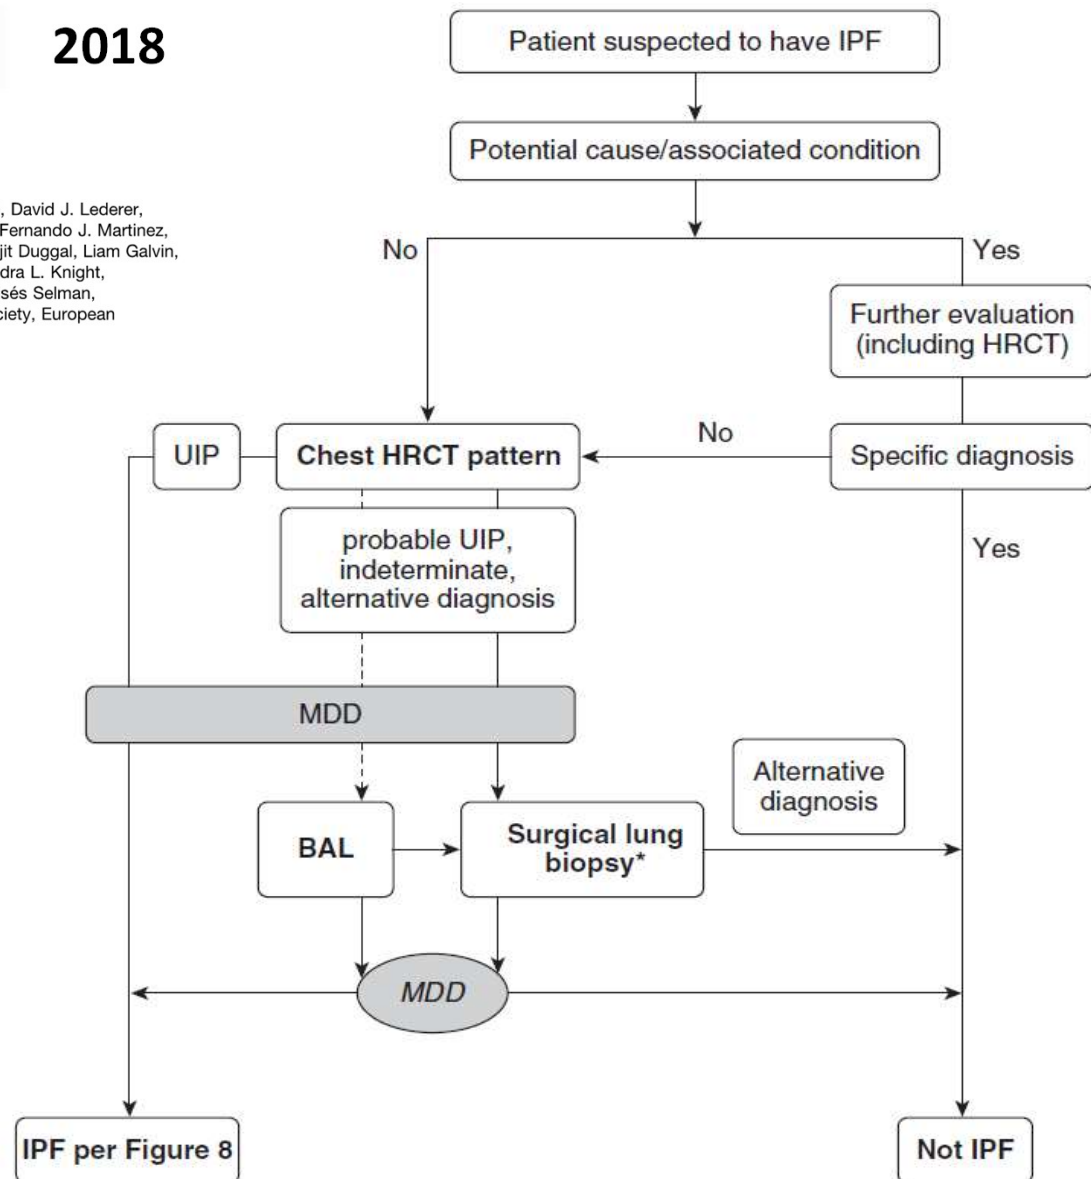 2018
Patient suspected to have IPF
Potential cause/associated condition
, David J. Lederer,
Fernando J. Martinez,
jit Duggal, Liam Galvin,
dra L. Knight,
sés Selman,
ciety, European
No
Yes
Further evaluation
(including HRCT)
UIP
Chest HRCT pattern
No
Specific diagnosis
probable UIP,
indeterminate,
alternative diagnosis
Yes
MDD
Alternative
diagnosis
BAL
Surgical lung
biopsy*
MDD
IPF per Figure 8
Not IPF